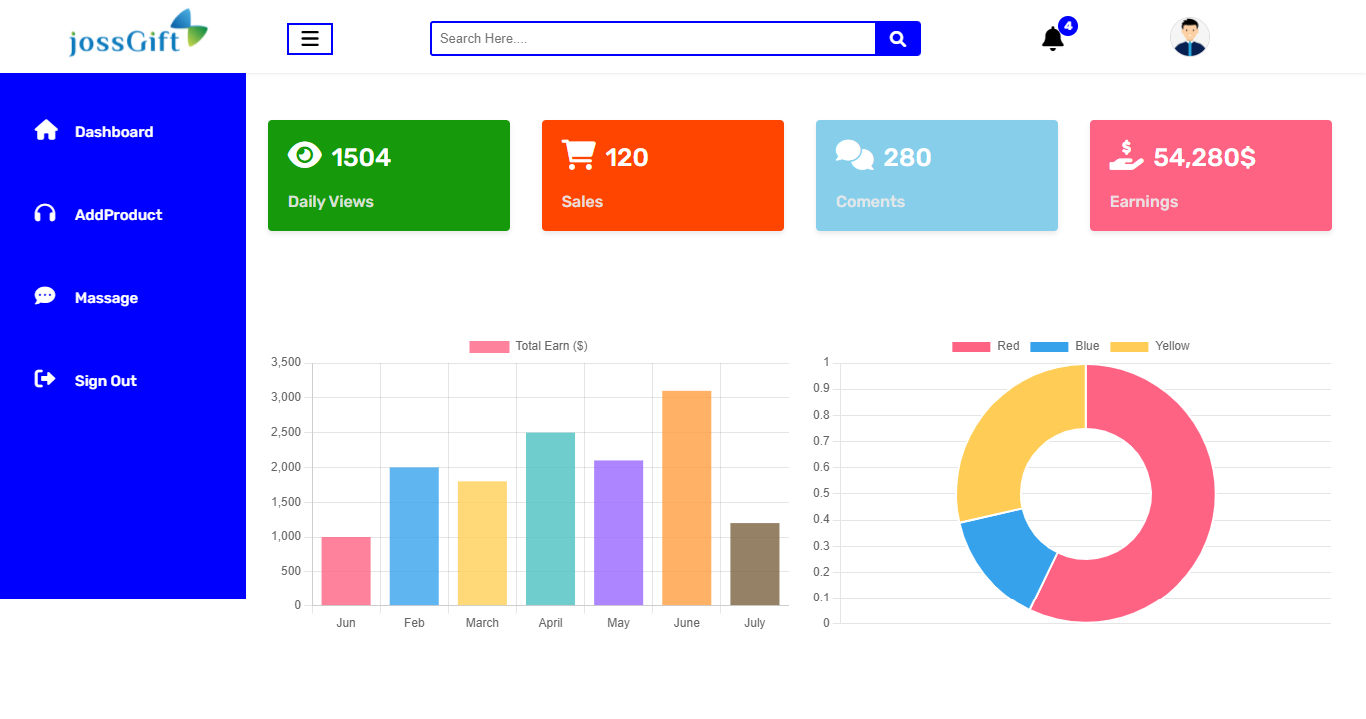 jossGift
Search Here....
4
Dashboard
AddProduct
Massage
Sign Out
1504
Daily Views
120
Sales
280
Coments
54,280$
Earnings
Total Earn ($)
3,500
3,000
2,500
2,000
1,500
1,000
500
0
Jun Feb March April May June July
Red Blue Yellow
1
0.9
0.8
0.7
0.6
0.5
0.4
0.3
0.2
0.1
0